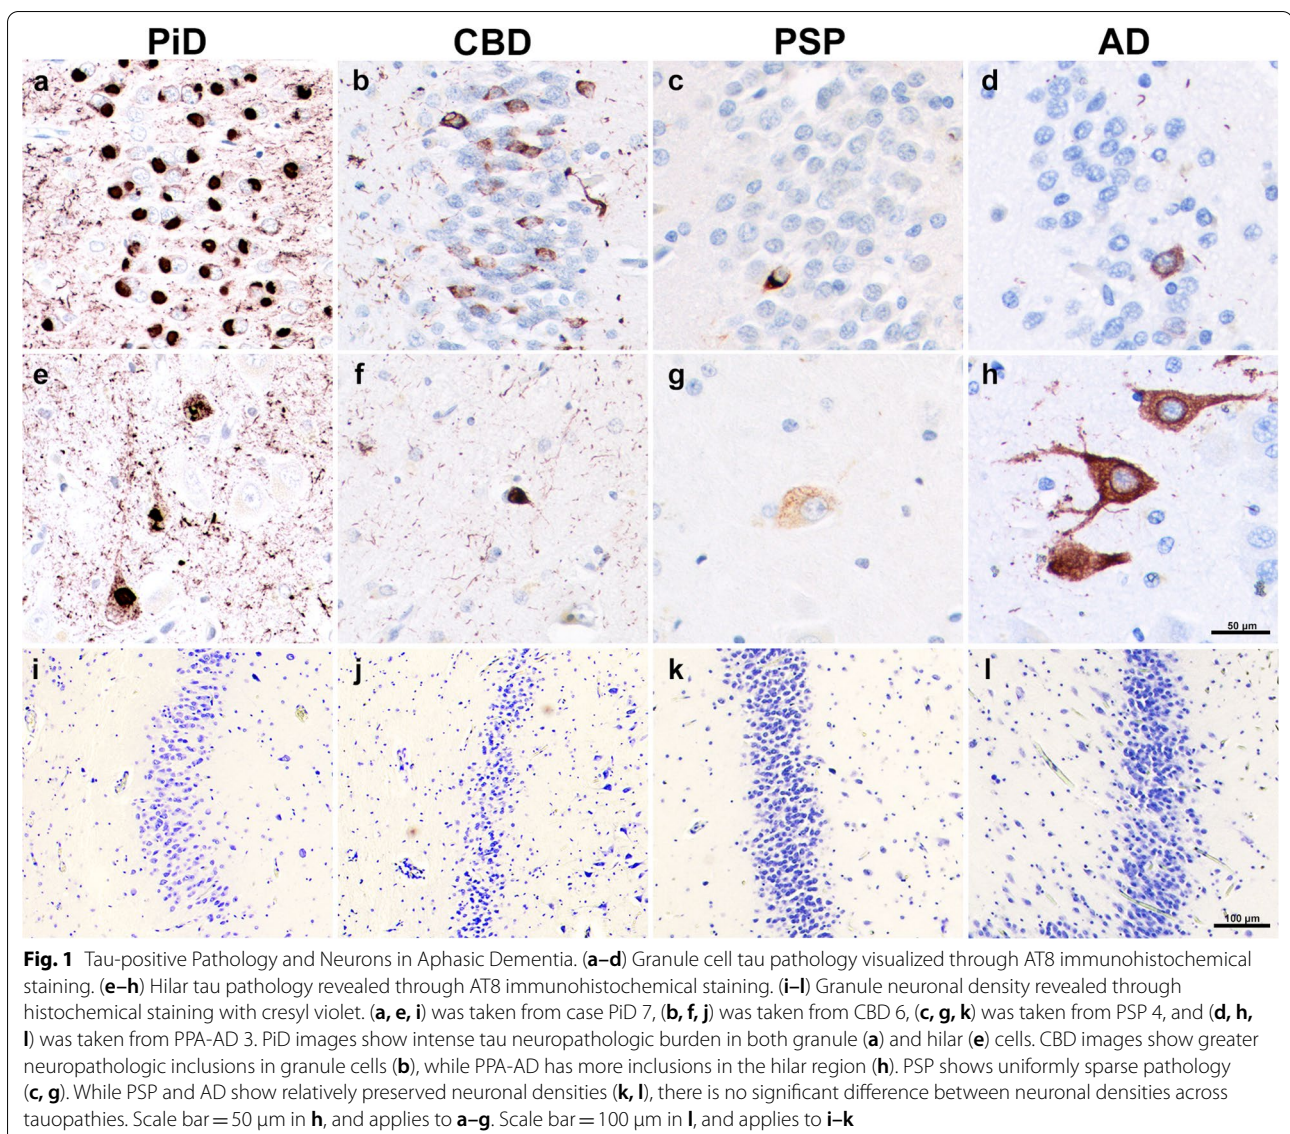 PiD CBD PSP AD
a b c d
e f g h
50 µm
i j k l
100 µm
Fig. 1 Tau-positive Pathology and Neurons in Aphasic Dementia. (a–d) Granule cell tau pathology visualized through AT8 immunohistochemical
staining. (e–h) Hilar tau pathology revealed through AT8 immunohistochemical staining. (i–l) Granule neuronal density revealed through
histochemical staining with cresyl violet. (a, e, i) was taken from case PiD 7, (b, f, j) was taken from CBD 6, (c, g, k) was taken from PSP 4, and (d, h,
l) was taken from PPA-AD 3. PiD images show intense tau neuropathologic burden in both granule (a) and hilar (e) cells. CBD images show greater
neuropathologic inclusions in granule cells (b), while PPA-AD has more inclusions in the hilar region (h). PSP shows uniformly sparse pathology
(c, g). While PSP and AD show relatively preserved neuronal densities (k, l), there is no significant difference between neuronal densities across
tauopathies. Scale bar = 50 µm in h, and applies to a–g. Scale bar = 100 µm in l, and applies to i–k